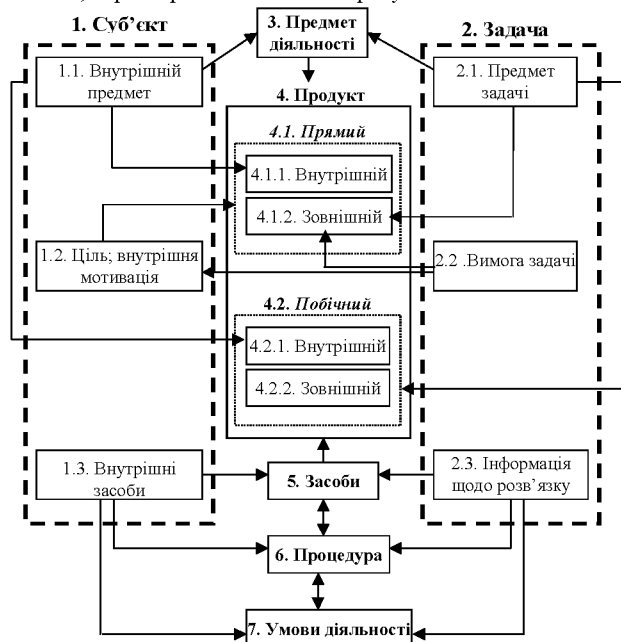 1. Суб’єкт
3. Предмет
діяльності
2. Задача
1.1. Внутрішній
предмет
2.1. Предмет
задачі
4. Продукт
4.1. Прямий
4.1.1. Внутрішній
4.1.2. Зовнішній
1.2. Ціль; внутрішня
мотивація
2.2 .Вимога задачі
4.2. Побічний
4.2.1. Внутрішній
4.2.2. Зовнішній
1.3. Внутрішні
засоби
5. Засоби
2.3. Інформація
щодо розв’язку
6. Процедура
7. Умови діяльності